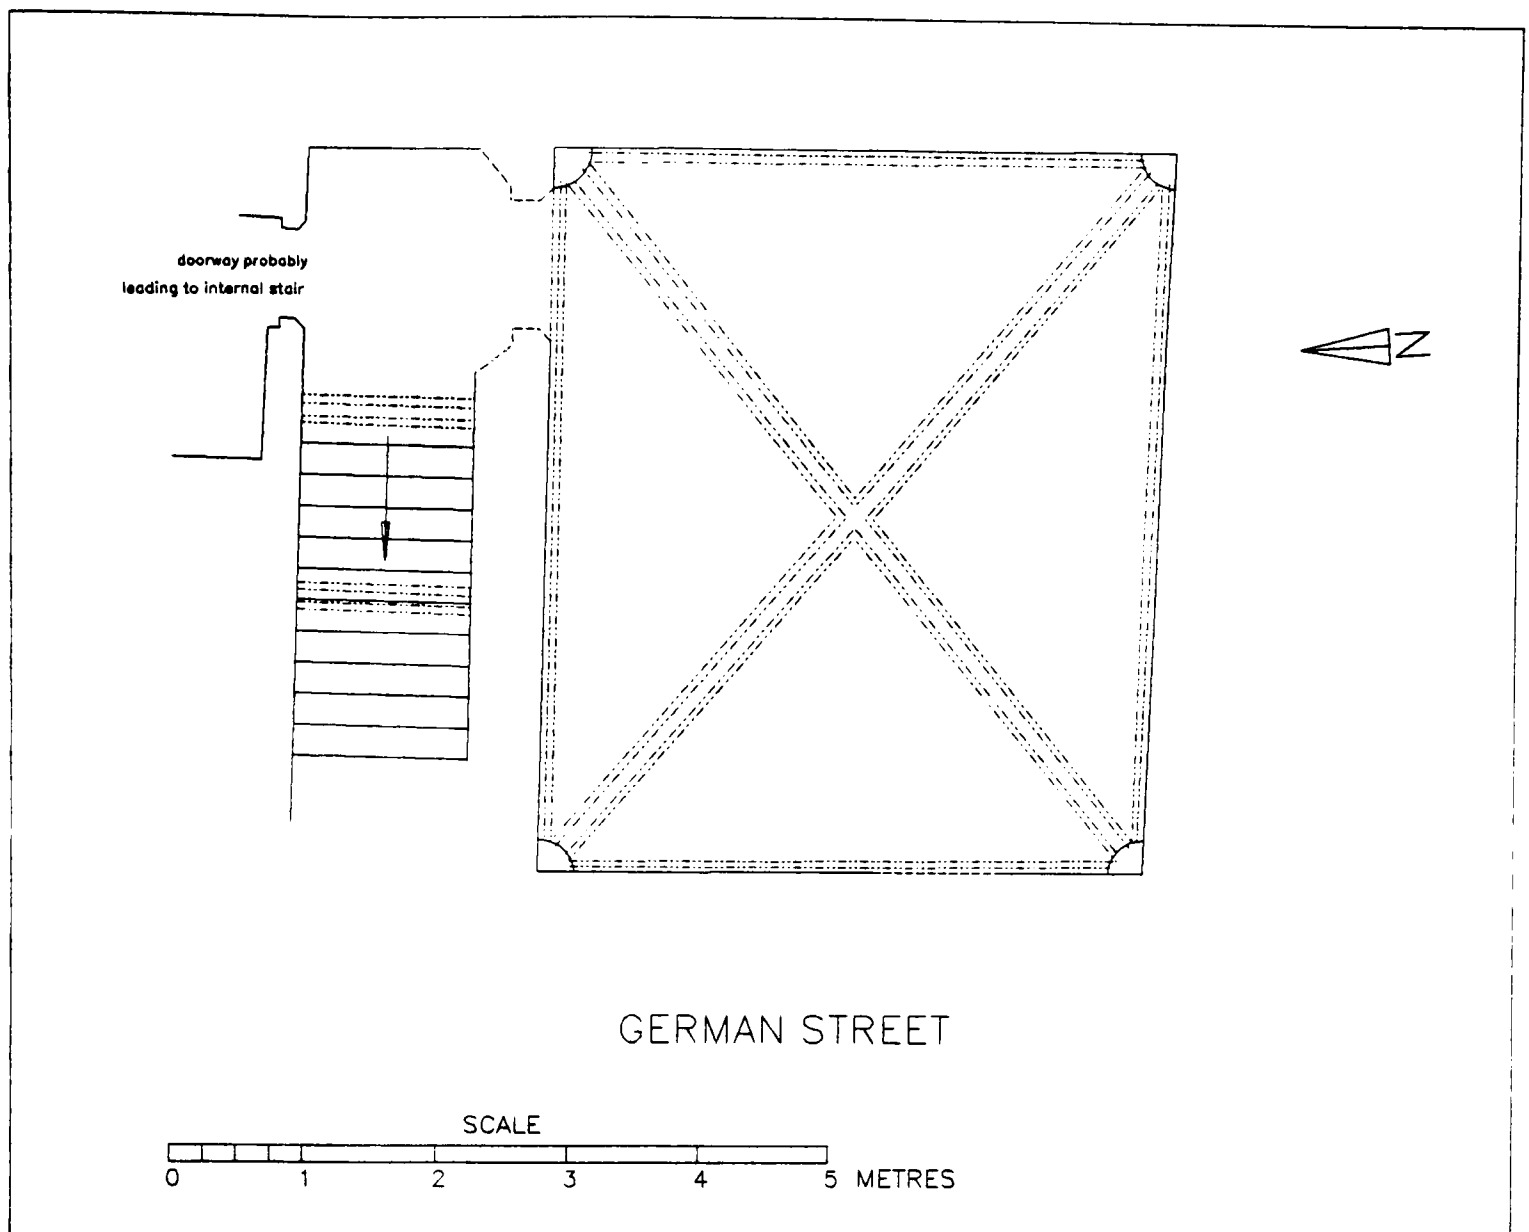 doorway probably
leading to internal stair
N
GERMAN STREET
SCALE
0 1 2 3 4 5 METRES